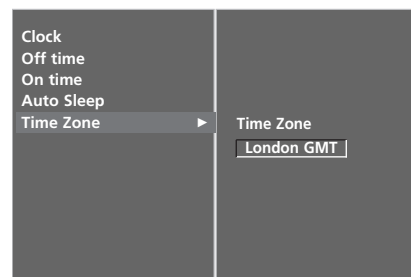 Clock
Off time
On time
Auto Sleep
Time Zone ►
Time Zone
London GMT